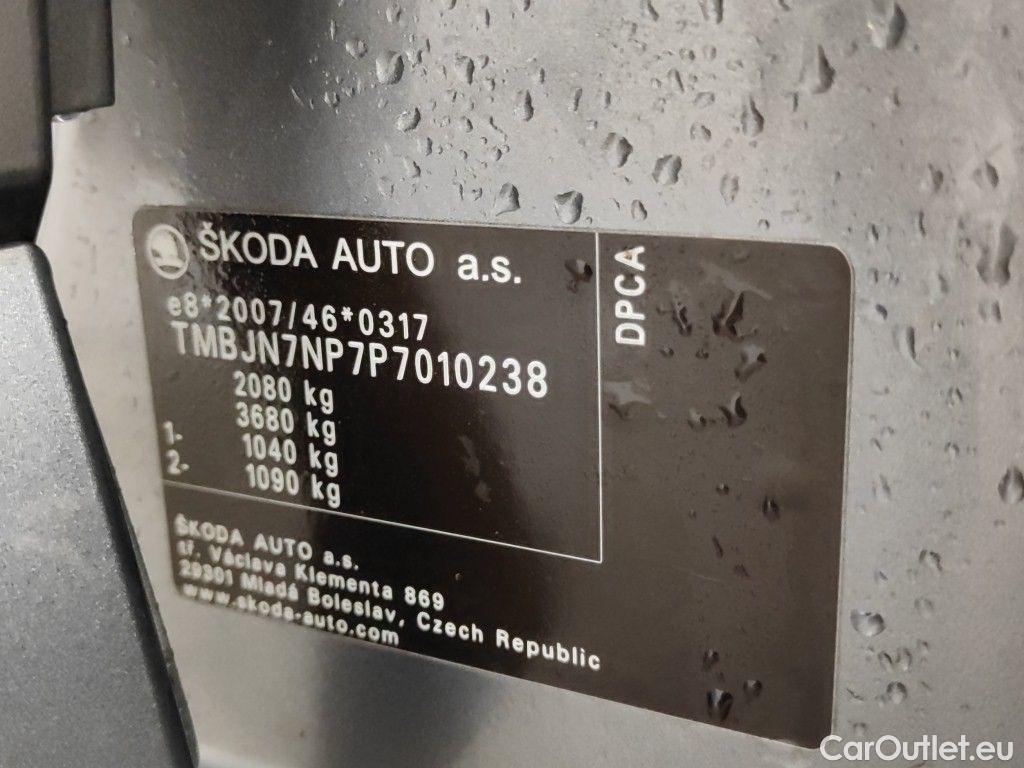 ŠKODA AUTO a.s.
e8*2007/46*0317
TMBJN7NP7P7010238
2080 kg
3680 kg
1- 1040 kg
2- 1090 kg
DPCA
ŠKODA AUTO a.s.
tř. Václava Klementa 869
29301 Mladá Boleslav, Czech Republic
www.skoda-auto.com
CarOutlet.eu